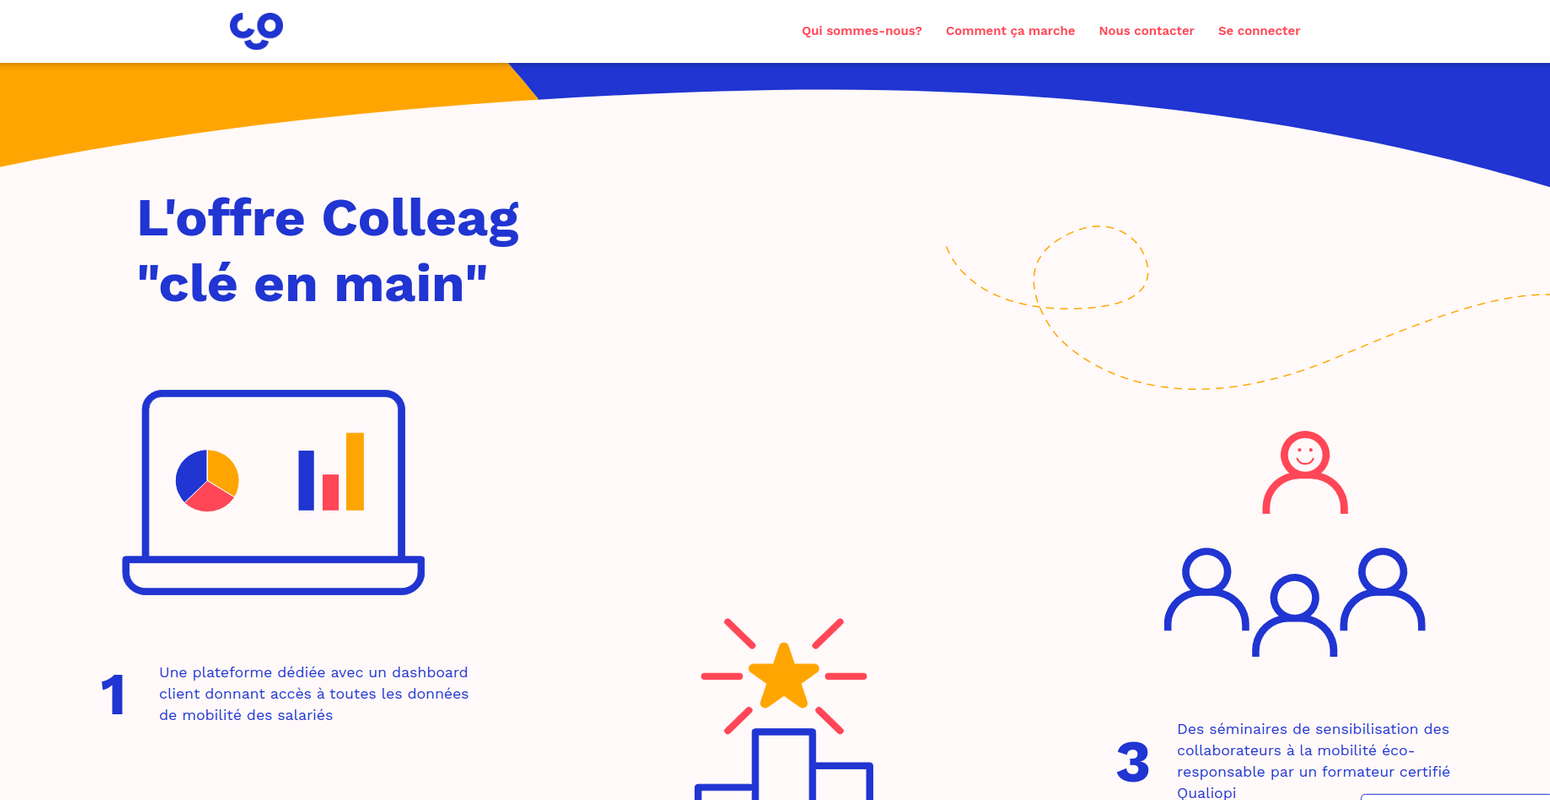 co
Qui sommes-nous?
Comment ça marche
Nous contacter
Se connecter
L'offre Colleag
"clé en main"
1
Une plateforme dédiée avec un dashboard
client donnant accès à toutes les données
de mobilité des salariés
3
Des séminaires de sensibilisation des
collaborateurs à la mobilité éco-
responsable par un formateur certifié
Qualiopi